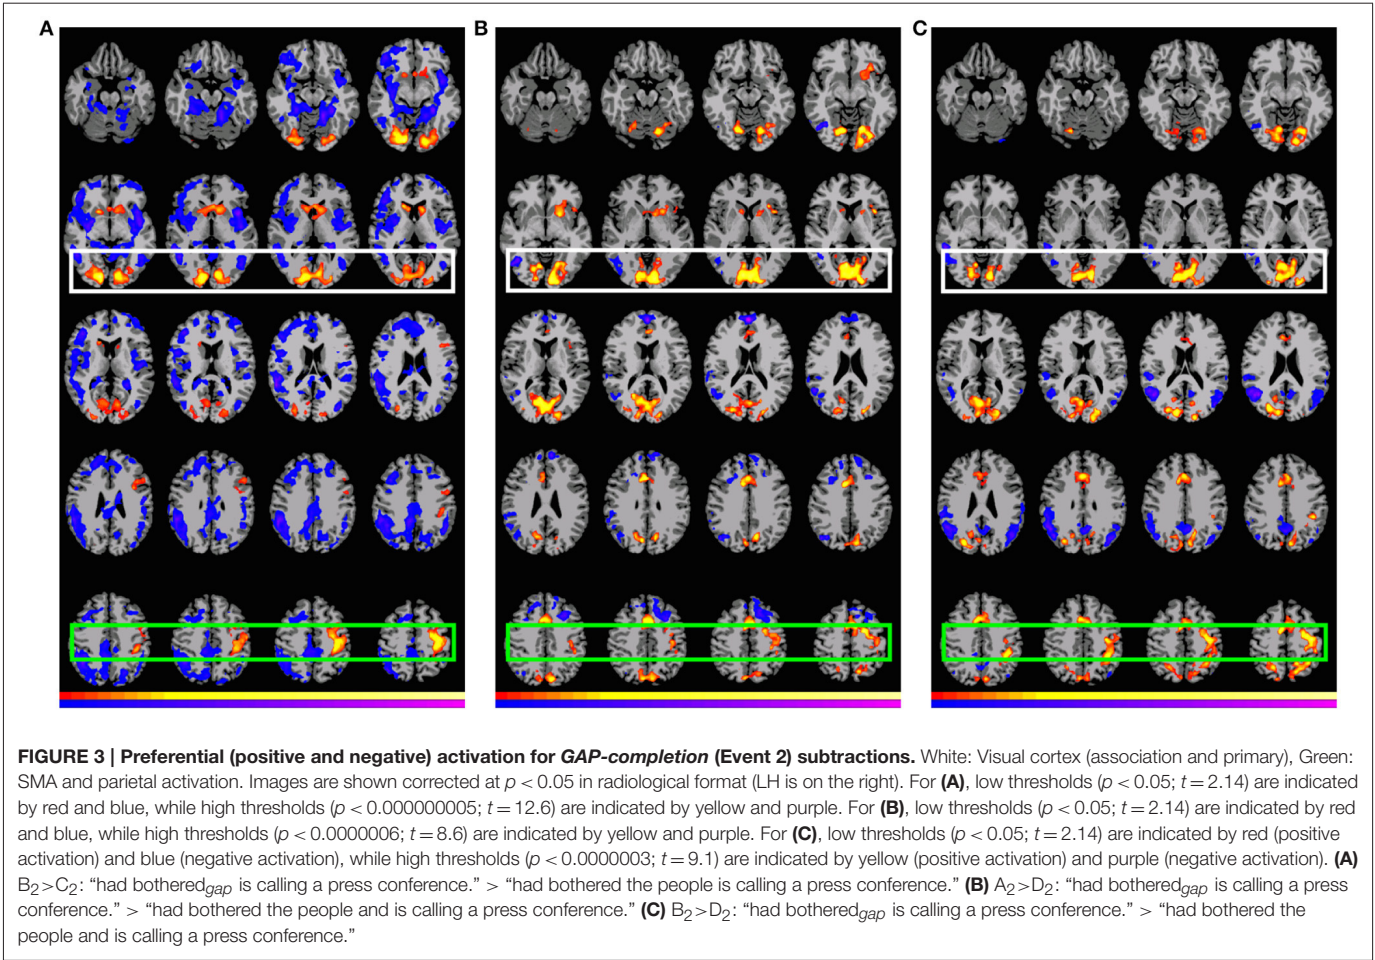 A B C
FIGURE 3 | Preferential (positive and negative) activation for GAP-completion (Event 2) subtractions. White: Visual cortex (association and primary), Green:
SMA and parietal activation. Images are shown corrected at p < 0.05 in radiological format (LH is on the right). For (A), low thresholds (p < 0.05; t = 2.14) are indicated
by red and blue, while high thresholds (p < 0.000000005; t = 12.6) are indicated by yellow and purple. For (B), low thresholds (p < 0.05; t = 2.14) are indicated by red
and blue, while high thresholds (p < 0.0000006; t = 8.6) are indicated by yellow and purple. For (C), low thresholds (p < 0.05; t = 2.14) are indicated by red (positive
activation) and blue (negative activation), while high thresholds (p < 0.0000003; t = 9.1) are indicated by yellow (positive activation) and purple (negative activation). (A)
B₂>C₂: “had bothered gap is calling a press conference.” > “had bothered the people is calling a press conference.” (B) A₂>D₂: “had bothered gap is calling a press
conference.” > “had bothered the people and is calling a press conference.” (C) B₂>D₂: “had bothered gap is calling a press conference.” > “had bothered the
people and is calling a press conference.”